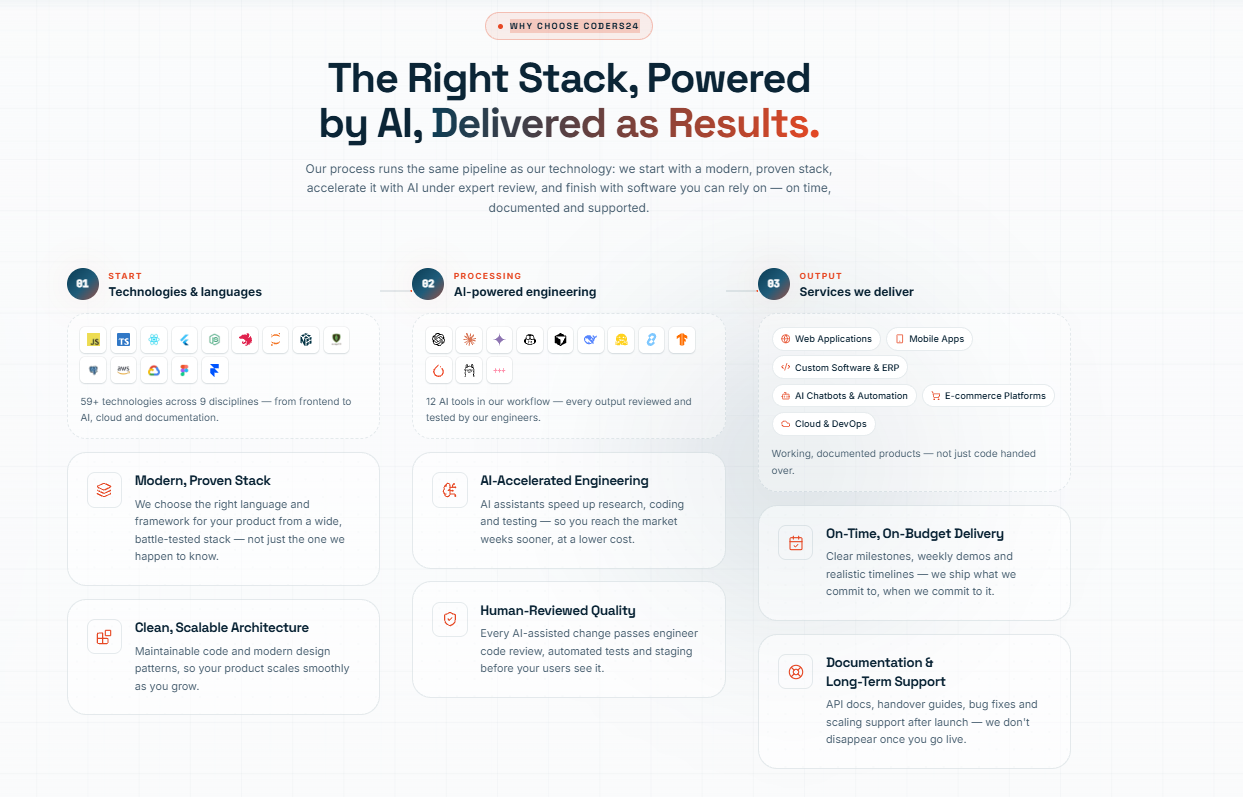 WHY CHOOSE CODERS24
The Right Stack, Powered
by AI, Delivered as Results.
Our process runs the same pipeline as our technology: we start with a modern, proven stack,
accelerate it with AI under expert review, and finish with software you can rely on — on time,
documented and supported.
01
START
Technologies & languages
JS
TS
aws
59+ technologies across 9 disciplines — from frontend to
AI, cloud and documentation.
Modern, Proven Stack
We choose the right language and
framework for your product from a wide,
battle-tested stack — not just the one we
happen to know.
Clean, Scalable Architecture
Maintainable code and modern design
patterns, so your product scales smoothly
as you grow.
02
PROCESSING
AI-powered engineering
12 AI tools in our workflow — every output reviewed and
tested by our engineers.
AI-Accelerated Engineering
AI assistants speed up research, coding
and testing — so you reach the market
weeks sooner, at a lower cost.
Human-Reviewed Quality
Every AI-assisted change passes engineer
code review, automated tests and staging
before your users see it.
03
OUTPUT
Services we deliver
Web Applications
Mobile Apps
Custom Software & ERP
AI Chatbots & Automation
E-commerce Platforms
Cloud & DevOps
Working, documented products — not just code handed
over.
On-Time, On-Budget Delivery
Clear milestones, weekly demos and
realistic timelines — we ship what we
commit to, when we commit to it.
Documentation &
Long-Term Support
API docs, handover guides, bug fixes and
scaling support after launch — we don't
disappear once you go live.